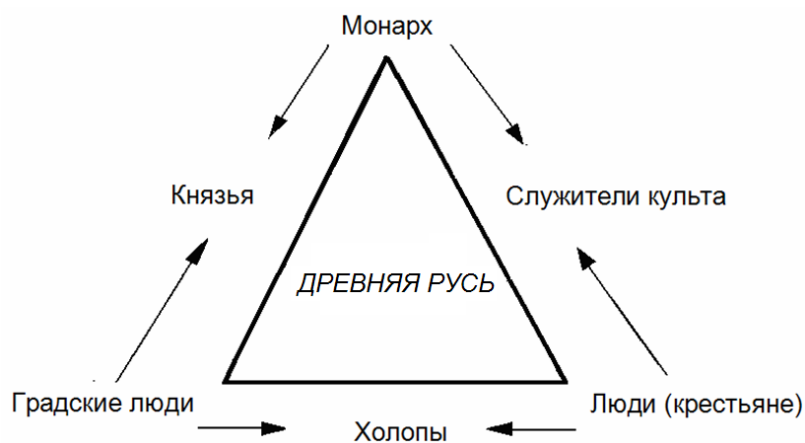 Монарх
Князья
Служители культа
ДРЕВНЯЯ РУСЬ
Градские люди
Люди (крестьяне)
Холопы